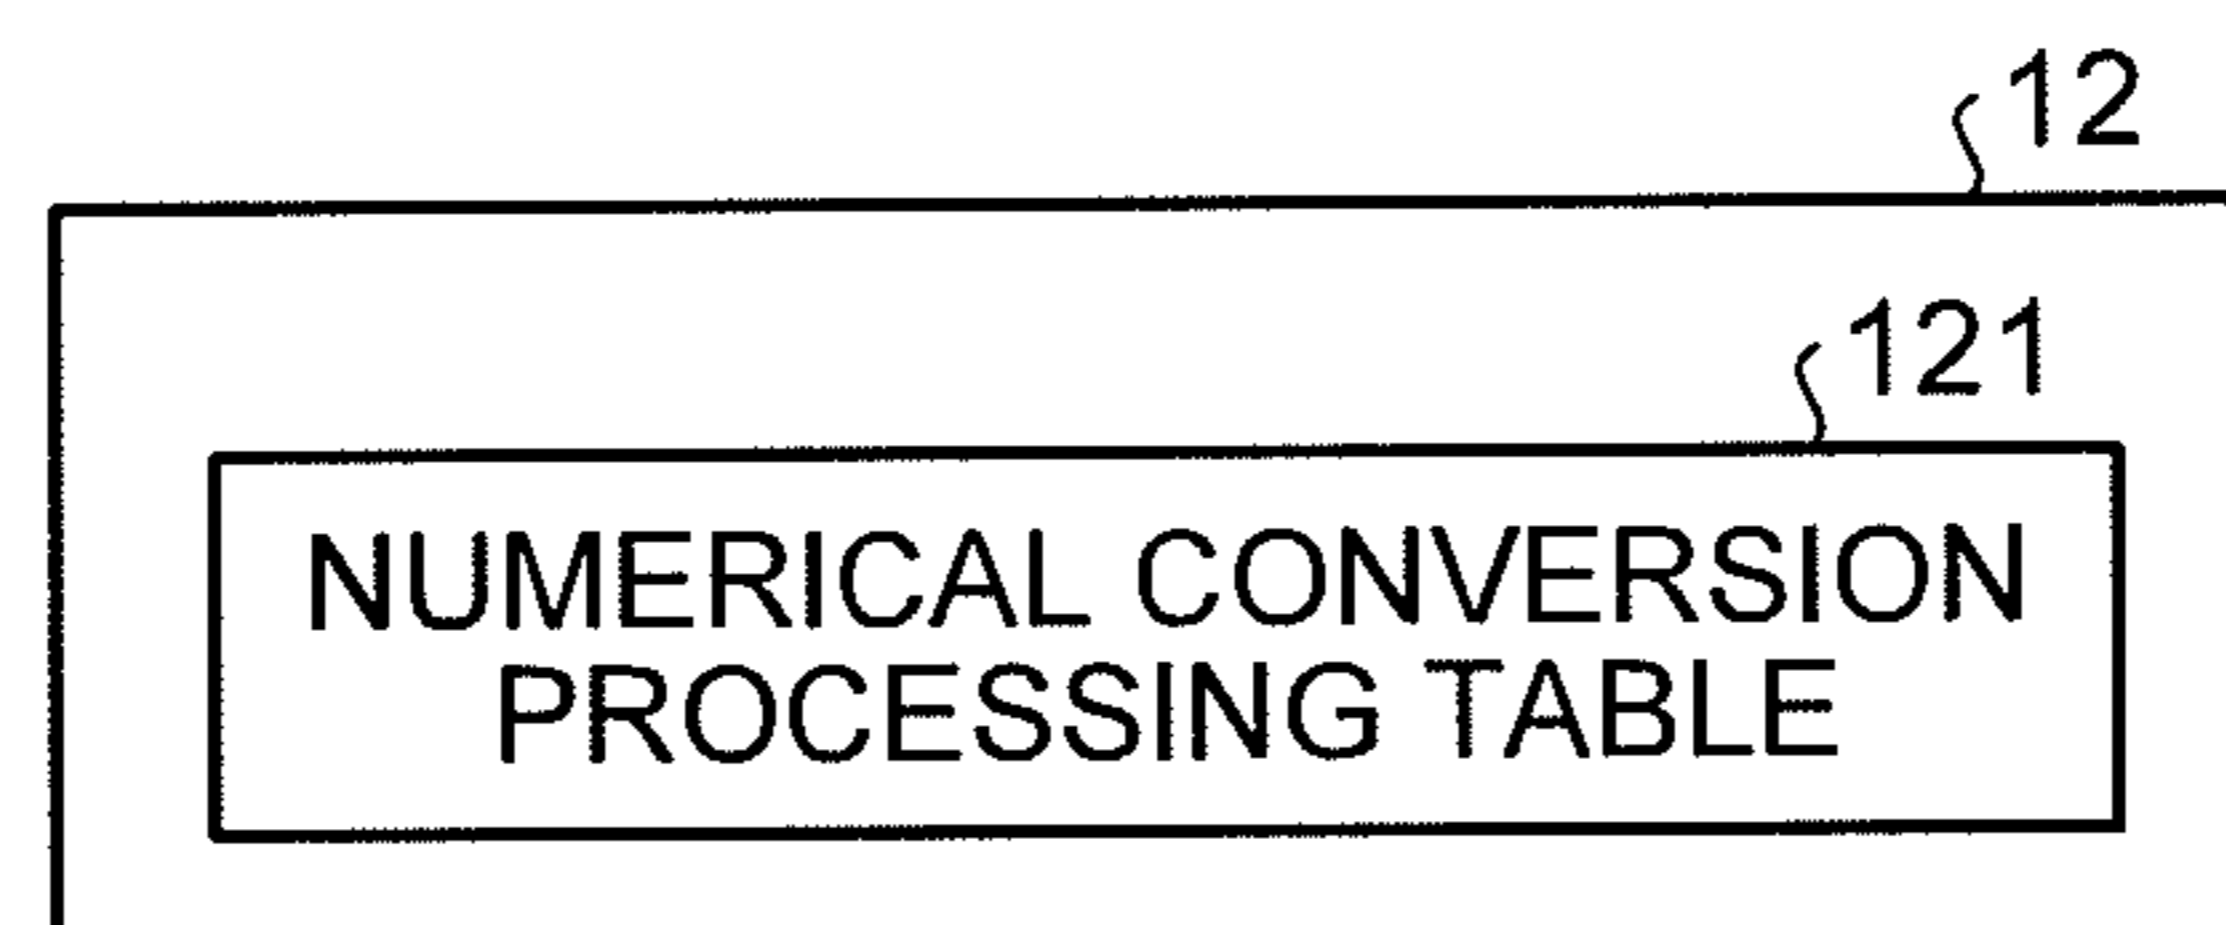 12
121
NUMERICAL CONVERSION
PROCESSING TABLE